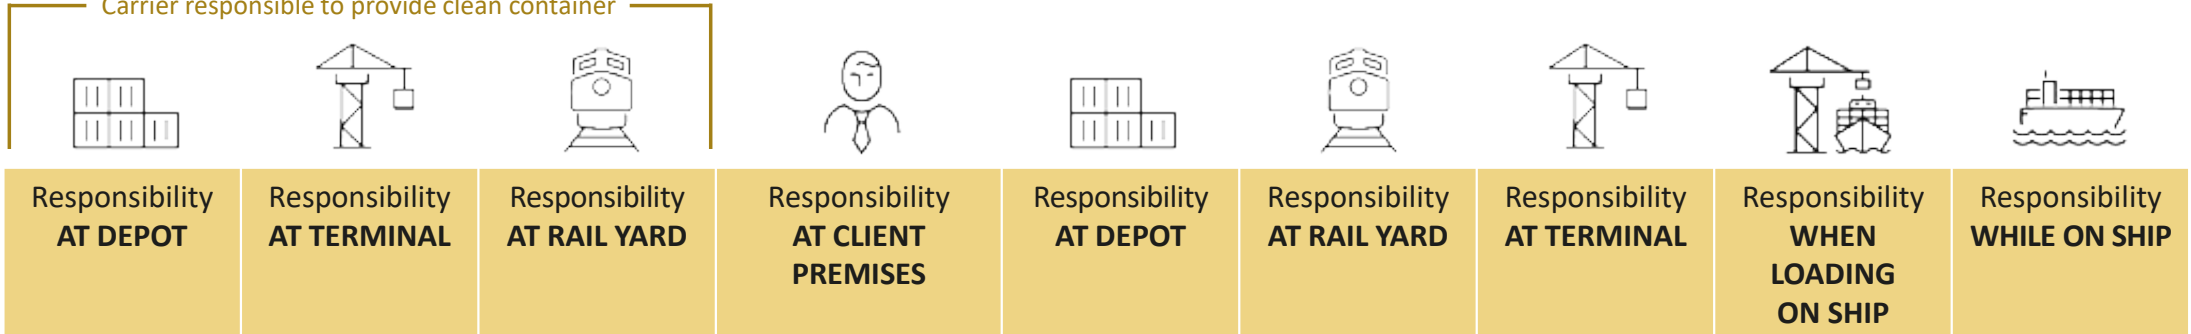 Carrier responsible to provide clean container
Responsibility
AT DEPOT
Responsibility
AT TERMINAL
Responsibility
AT RAIL YARD
Responsibility
AT CLIENT
PREMISES
Responsibility
AT DEPOT
Responsibility
AT RAIL YARD
Responsibility
AT TERMINAL
Responsibility
WHEN
LOADING
ON SHIP
Responsibility
WHILE ON SHIP